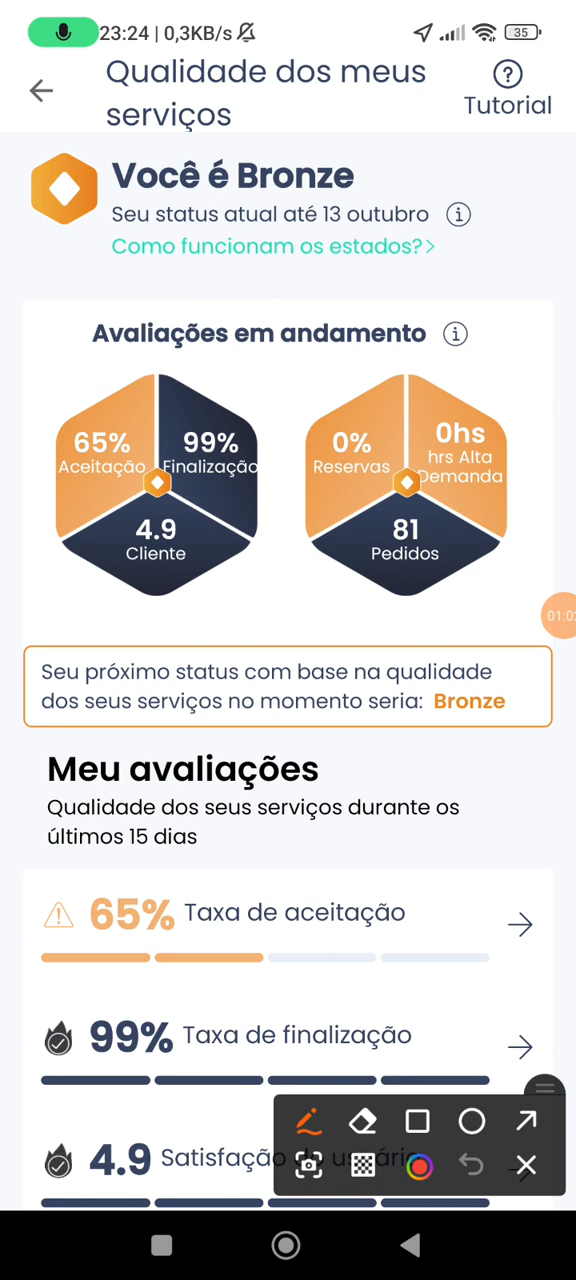 23:24 | 0,3KB/s
35
Qualidade dos meus
serviços
Tutorial
Você é Bronze
Seu status atual até 13 outubro
Como funcionam os estados?
Avaliações em andamento
65%
Aceitação
99%
Finalização
4.9
Cliente
0%
Reservas
0hs
hrs Alta
Demanda
81
Pedidos
Seu próximo status com base na qualidade
dos seus serviços no momento seria: Bronze
Meu avaliações
Qualidade dos seus serviços durante os
últimos 15 dias
65% Taxa de aceitação
99% Taxa de finalização
4.9 Satisfação do usuário